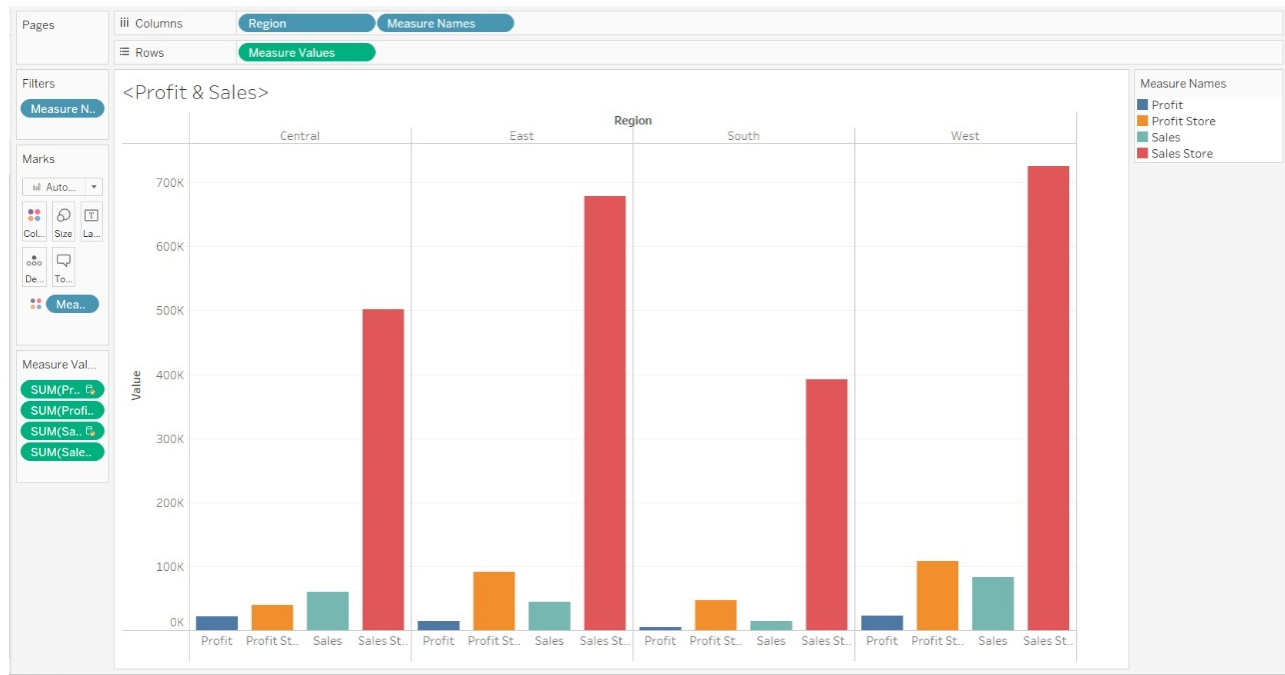 Pages
Columns
Region
Measure Names
Rows
Measure Values
Filters
Measure N..
Marks
Auto...
Col...
Size
La...
De...
To...
Mea..
Measure Val...
SUM(Pr..
SUM(Profi..
SUM(Sa..
SUM(Sale..
<Profit & Sales>
Region
Central East South West
Value
700K
600K
500K
400K
300K
200K
100K
0K
Profit Profit St.. Sales Sales St.. Profit Profit St.. Sales Sales St.. Profit Profit St.. Sales Sales St.. Profit Profit St.. Sales Sales St..
Measure Names
Profit
Profit Store
Sales
Sales Store